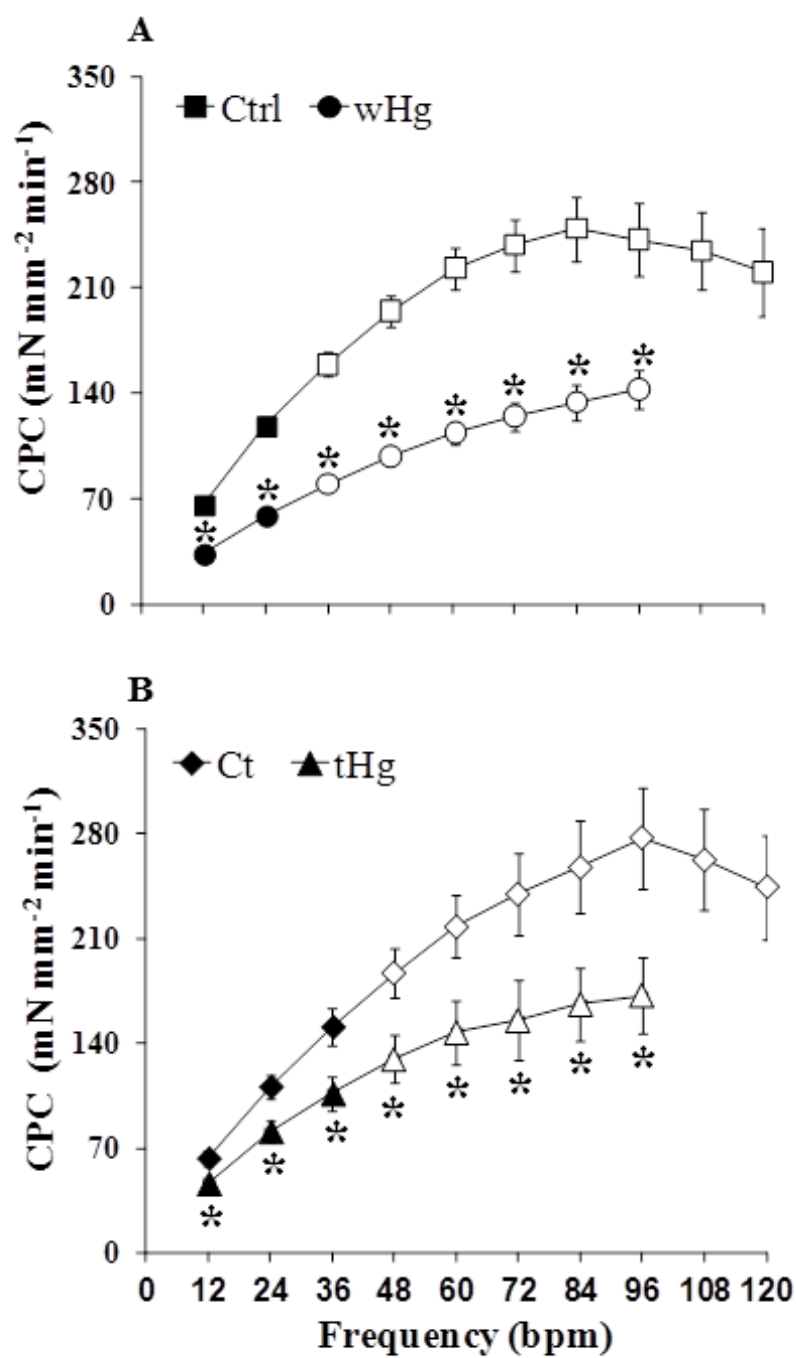 A
350
280
210
140
70
0
CPC (mN mm-2 min-1)
Ctrl wHg
* * * * * * * *
B
350
280
210
140
70
0
CPC (mN mm-2 min-1)
Ct tHg
* * * * * * * *
0 12 24 36 48 60 72 84 96 108 120
Frequency (bpm)